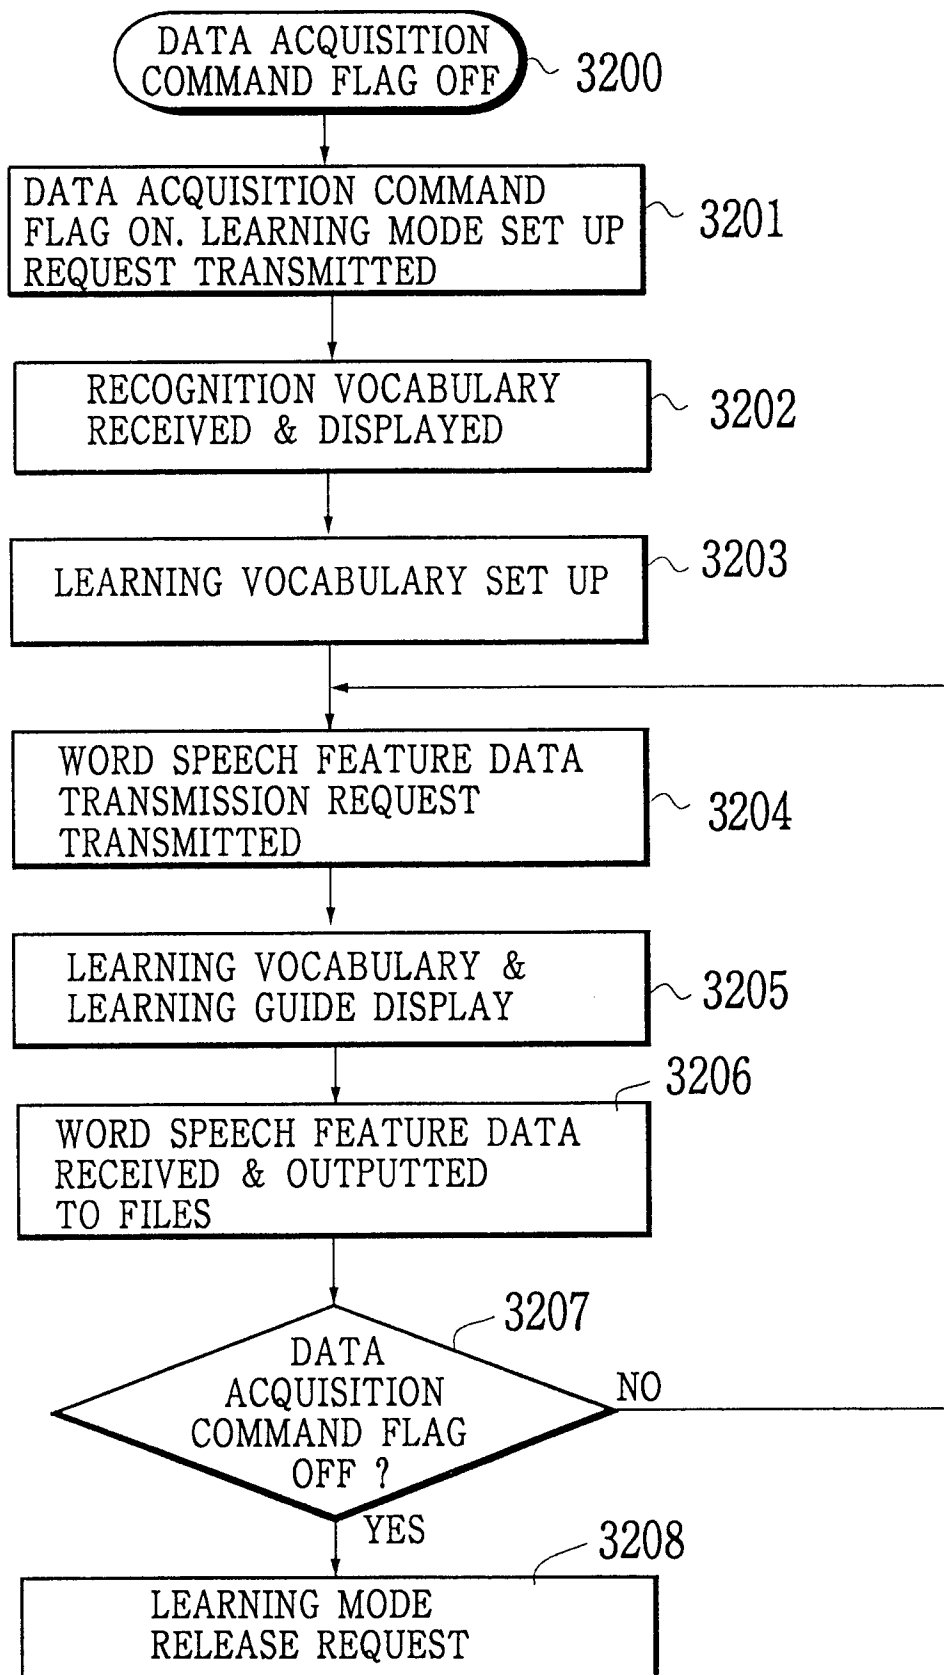 DATA ACQUISITION
COMMAND FLAG OFF
3200
DATA ACQUISITION COMMAND
FLAG ON. LEARNING MODE SET UP
REQUEST TRANSMITTED
3201
RECOGNITION VOCABULARY
RECEIVED & DISPLAYED
3202
LEARNING VOCABULARY SET UP
3203
WORD SPEECH FEATURE DATA
TRANSMISSION REQUEST
TRANSMITTED
3204
LEARNING VOCABULARY &
LEARNING GUIDE DISPLAY
3205
3206
WORD SPEECH FEATURE DATA
RECEIVED & OUTPUTTED
TO FILES
3207
DATA
ACQUISITION
COMMAND FLAG
OFF ?
NO
YES
3208
LEARNING MODE
RELEASE REQUEST